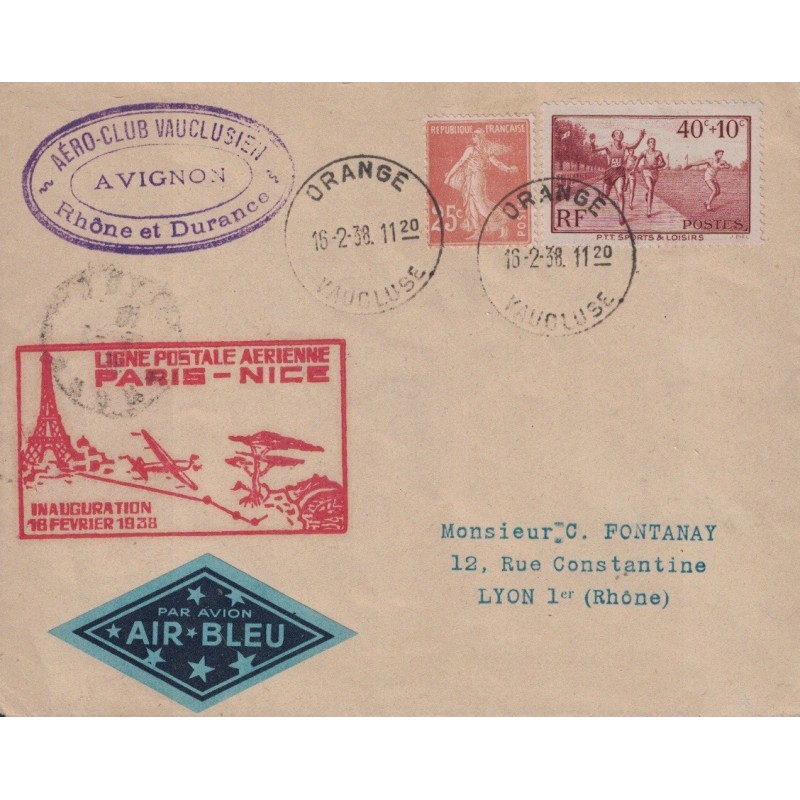 AÉRO-CLUB VAUCLUSIEN
AVIGNON
Rhône et Durance
ORANGE
16-2-38. 11 20
VAUCLUSE
REPUBLIQUE FRANÇAISE
25c
POSTES
40c+10c
RF
POSTES
P.T.T. SPORTS & LOISIRS
ORANGE
16-2-38. 11 20
VAUCLUSE
LIGNE POSTALE AERIENNE
PARIS - NICE
INAUGURATION
16 FEVRIER 1938
PAR AVION
AIR BLEU
Monsieur C. FONTANAY
12, Rue Constantine
LYON 1er (Rhône)